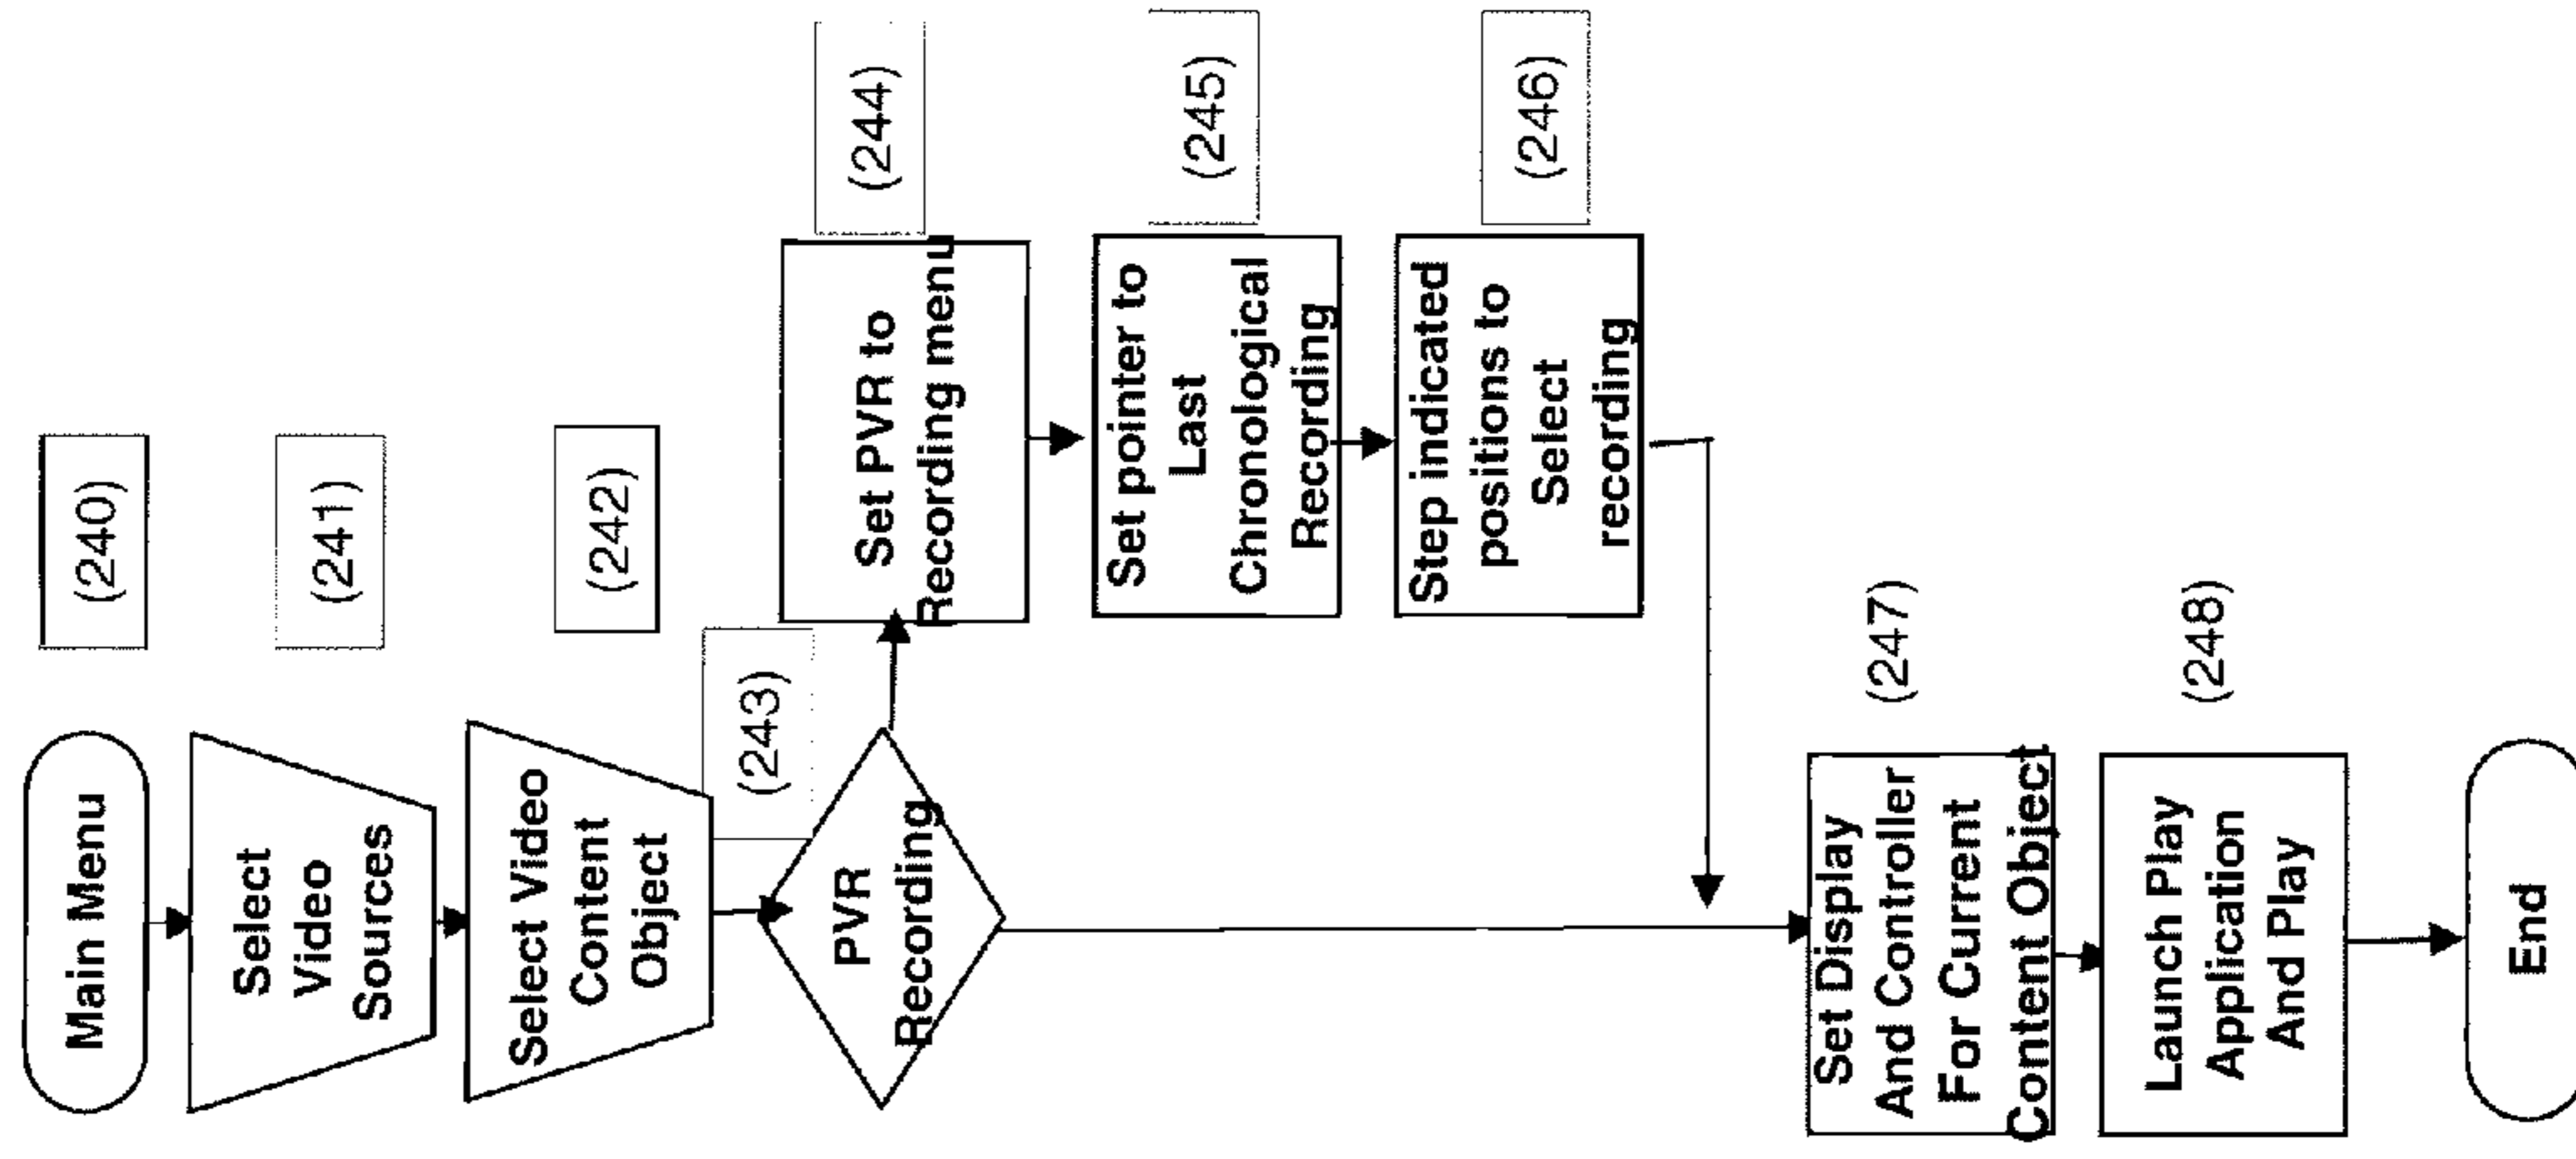 Main Menu
(240)
Select
Video
Sources
(241)
Select Video
Content
Object
(242)
PVR
Recording
(243)
Set PVR to
Recording menu
(244)
Set pointer to
Last
Chronological
Recording
(245)
Step indicated
positions to
Select
recording
(246)
Set Display
And Controller
For Current
Content Object
(247)
Launch Play
Application
And Play
(248)
End